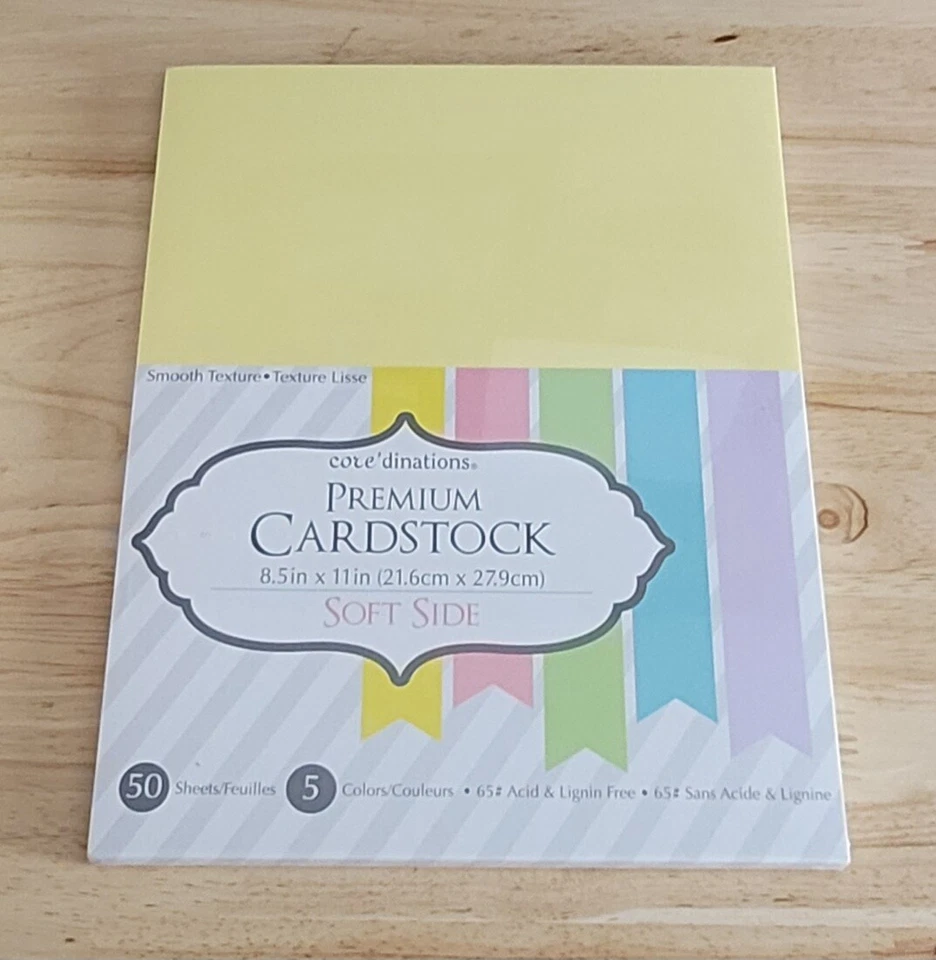 Smooth Texture • Texture Lisse
core'dinations®
PREMIUM
CARDSTOCK
8.5in x 11in (21.6cm x 27.9cm)
SOFT SIDE
50 Sheets/Feuilles 5 Colors/Couleurs • 65# Acid & Lignin Free • 65# Sans Acide & Lignine